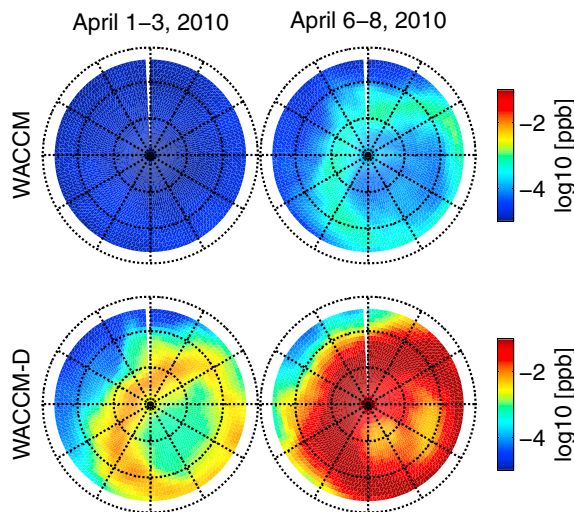 April 1−3, 2010
April 6−8, 2010
WACCM
−2
−4
log10 [ppb]
WACCM-D
−2
−4
log10 [ppb]